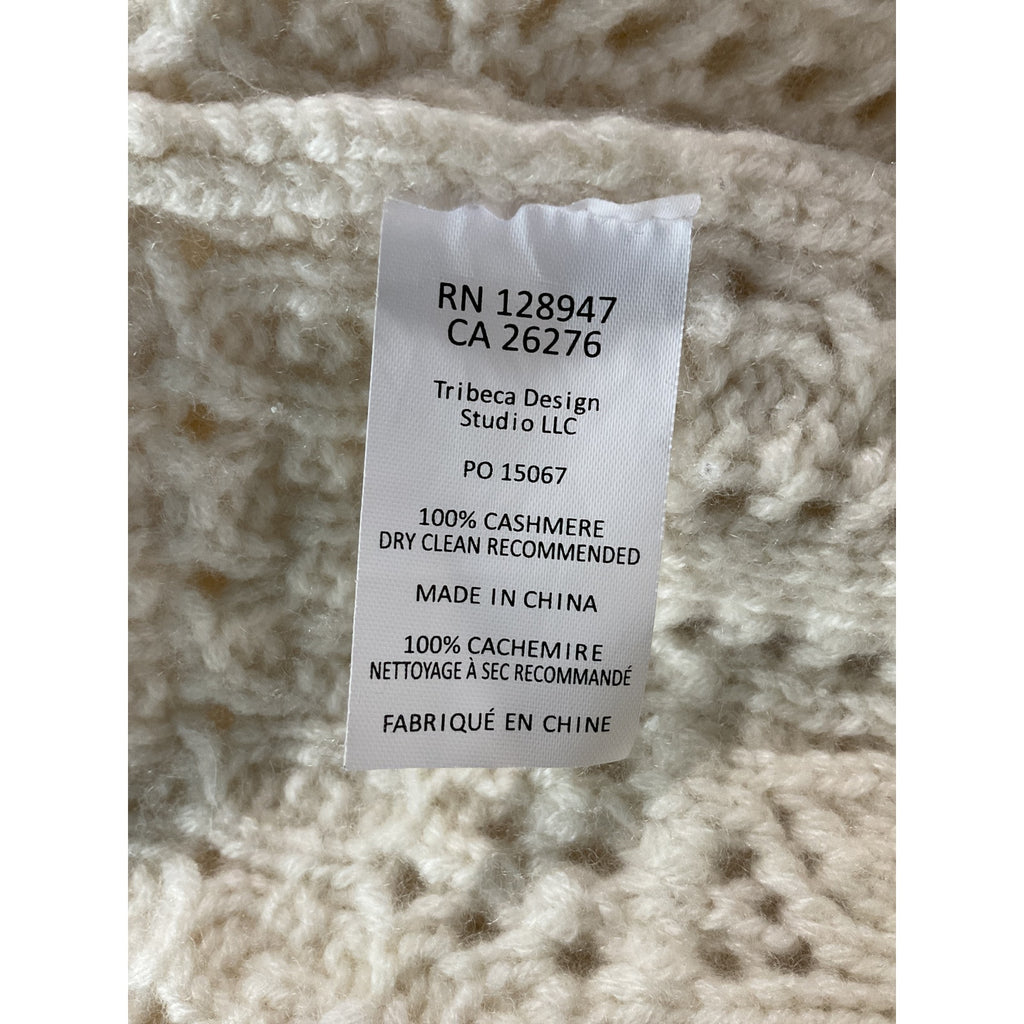 RN 128947
CA 26276
Tribeca Design
Studio LLC
PO 15067
100% CASHMERE
DRY CLEAN RECOMMENDED
MADE IN CHINA
100% CACHEMIRE
NETTOYAGE À SEC RECOMMANDÉ
FABRIQUÉ EN CHINE